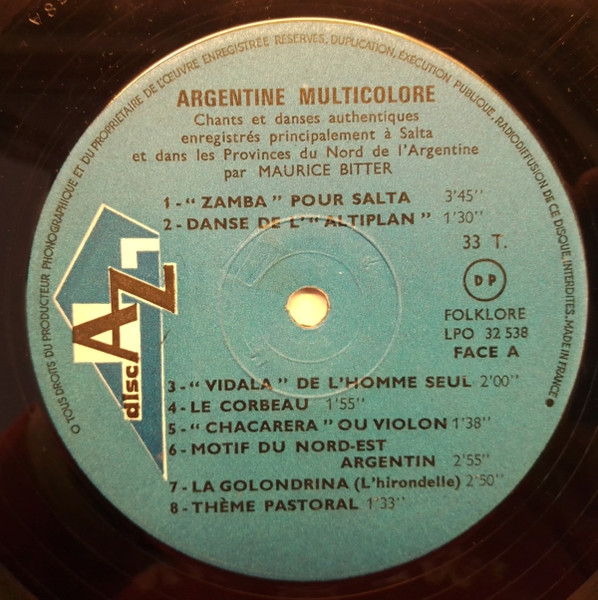 O TOUS DROITS DU PRODUCTEUR PHONOGRAPHIQUE ET DU PROPRIÉTAIRE DE L'ŒUVRE ENREGISTRÉE RÉSERVÉS, DUPLICATION, EXÉCUTION PUBLIQUE, RADIODIFFUSION DE CE DISQUE, INTERDITES. MADE IN FRANCE ●
ARGENTINE MULTICOLORE
Chants et danses authentiques
enregistrés principalement à Salta
et dans les Provinces du Nord de l'Argentine
par MAURICE BITTER
1 - “ ZAMBA ” POUR SALTA 3'45''
2 - DANSE DE L'“ ALTIPLAN ” 1'30''
33 T.
DP
FOLKLORE
LPO 32 538
FACE A
disc AZ
3 - “ VIDALA ” DE L'HOMME SEUL 2'00''
4 - LE CORBEAU 1'55''
5 - “ CHACARERA ” OU VIOLON 1'38''
6 - MOTIF DU NORD-EST
ARGENTIN 2'55''
7 - LA GOLONDRINA (L'hirondelle) 2'50''
8 - THÈME PASTORAL 1'33''